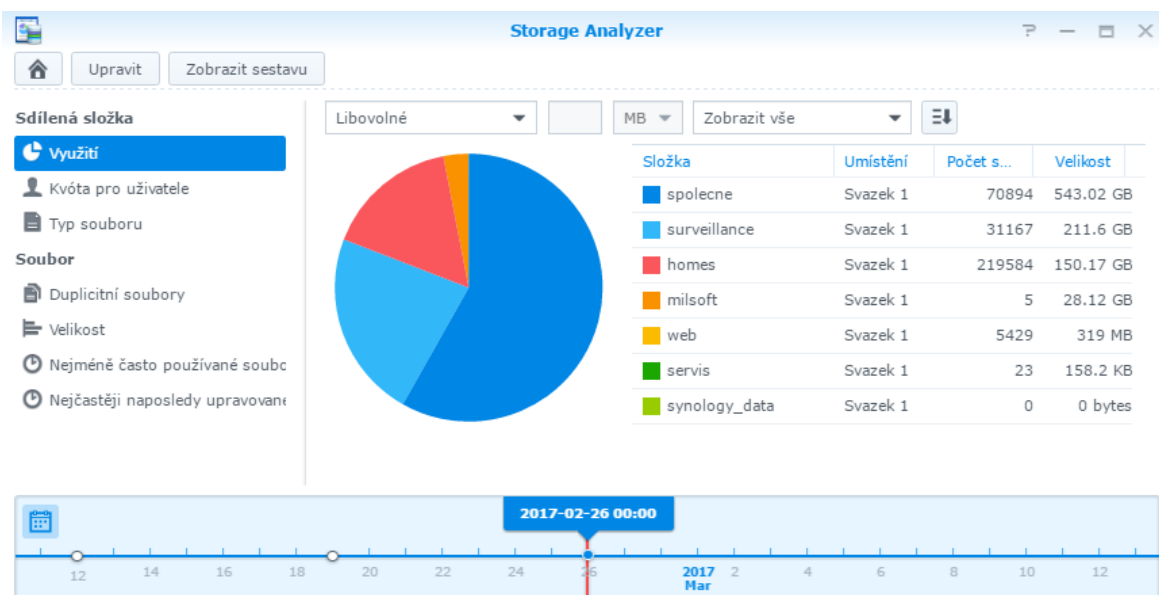 Storage Analyzer
Upravit Zobrazit sestavu
Sdílená složka
Využití
Kvóta pro uživatele
Typ souboru
Soubor
Duplicitní soubory
Velikost
Nejméně často používané soubc
Nejčastěji naposledy upravované
Libovolné MB Zobrazit vše
Složka Umístění Počet s... Velikost
spolecne Svazek 1 70894 543.02 GB
surveillance Svazek 1 31167 211.6 GB
homes Svazek 1 219584 150.17 GB
milsoft Svazek 1 5 28.12 GB
web Svazek 1 5429 319 MB
servis Svazek 1 23 158.2 KB
synology_data Svazek 1 0 0 bytes
2017-02-26 00:00
12 14 16 18 20 22 24 26 2017 2 4 6 8 10 12
Mar